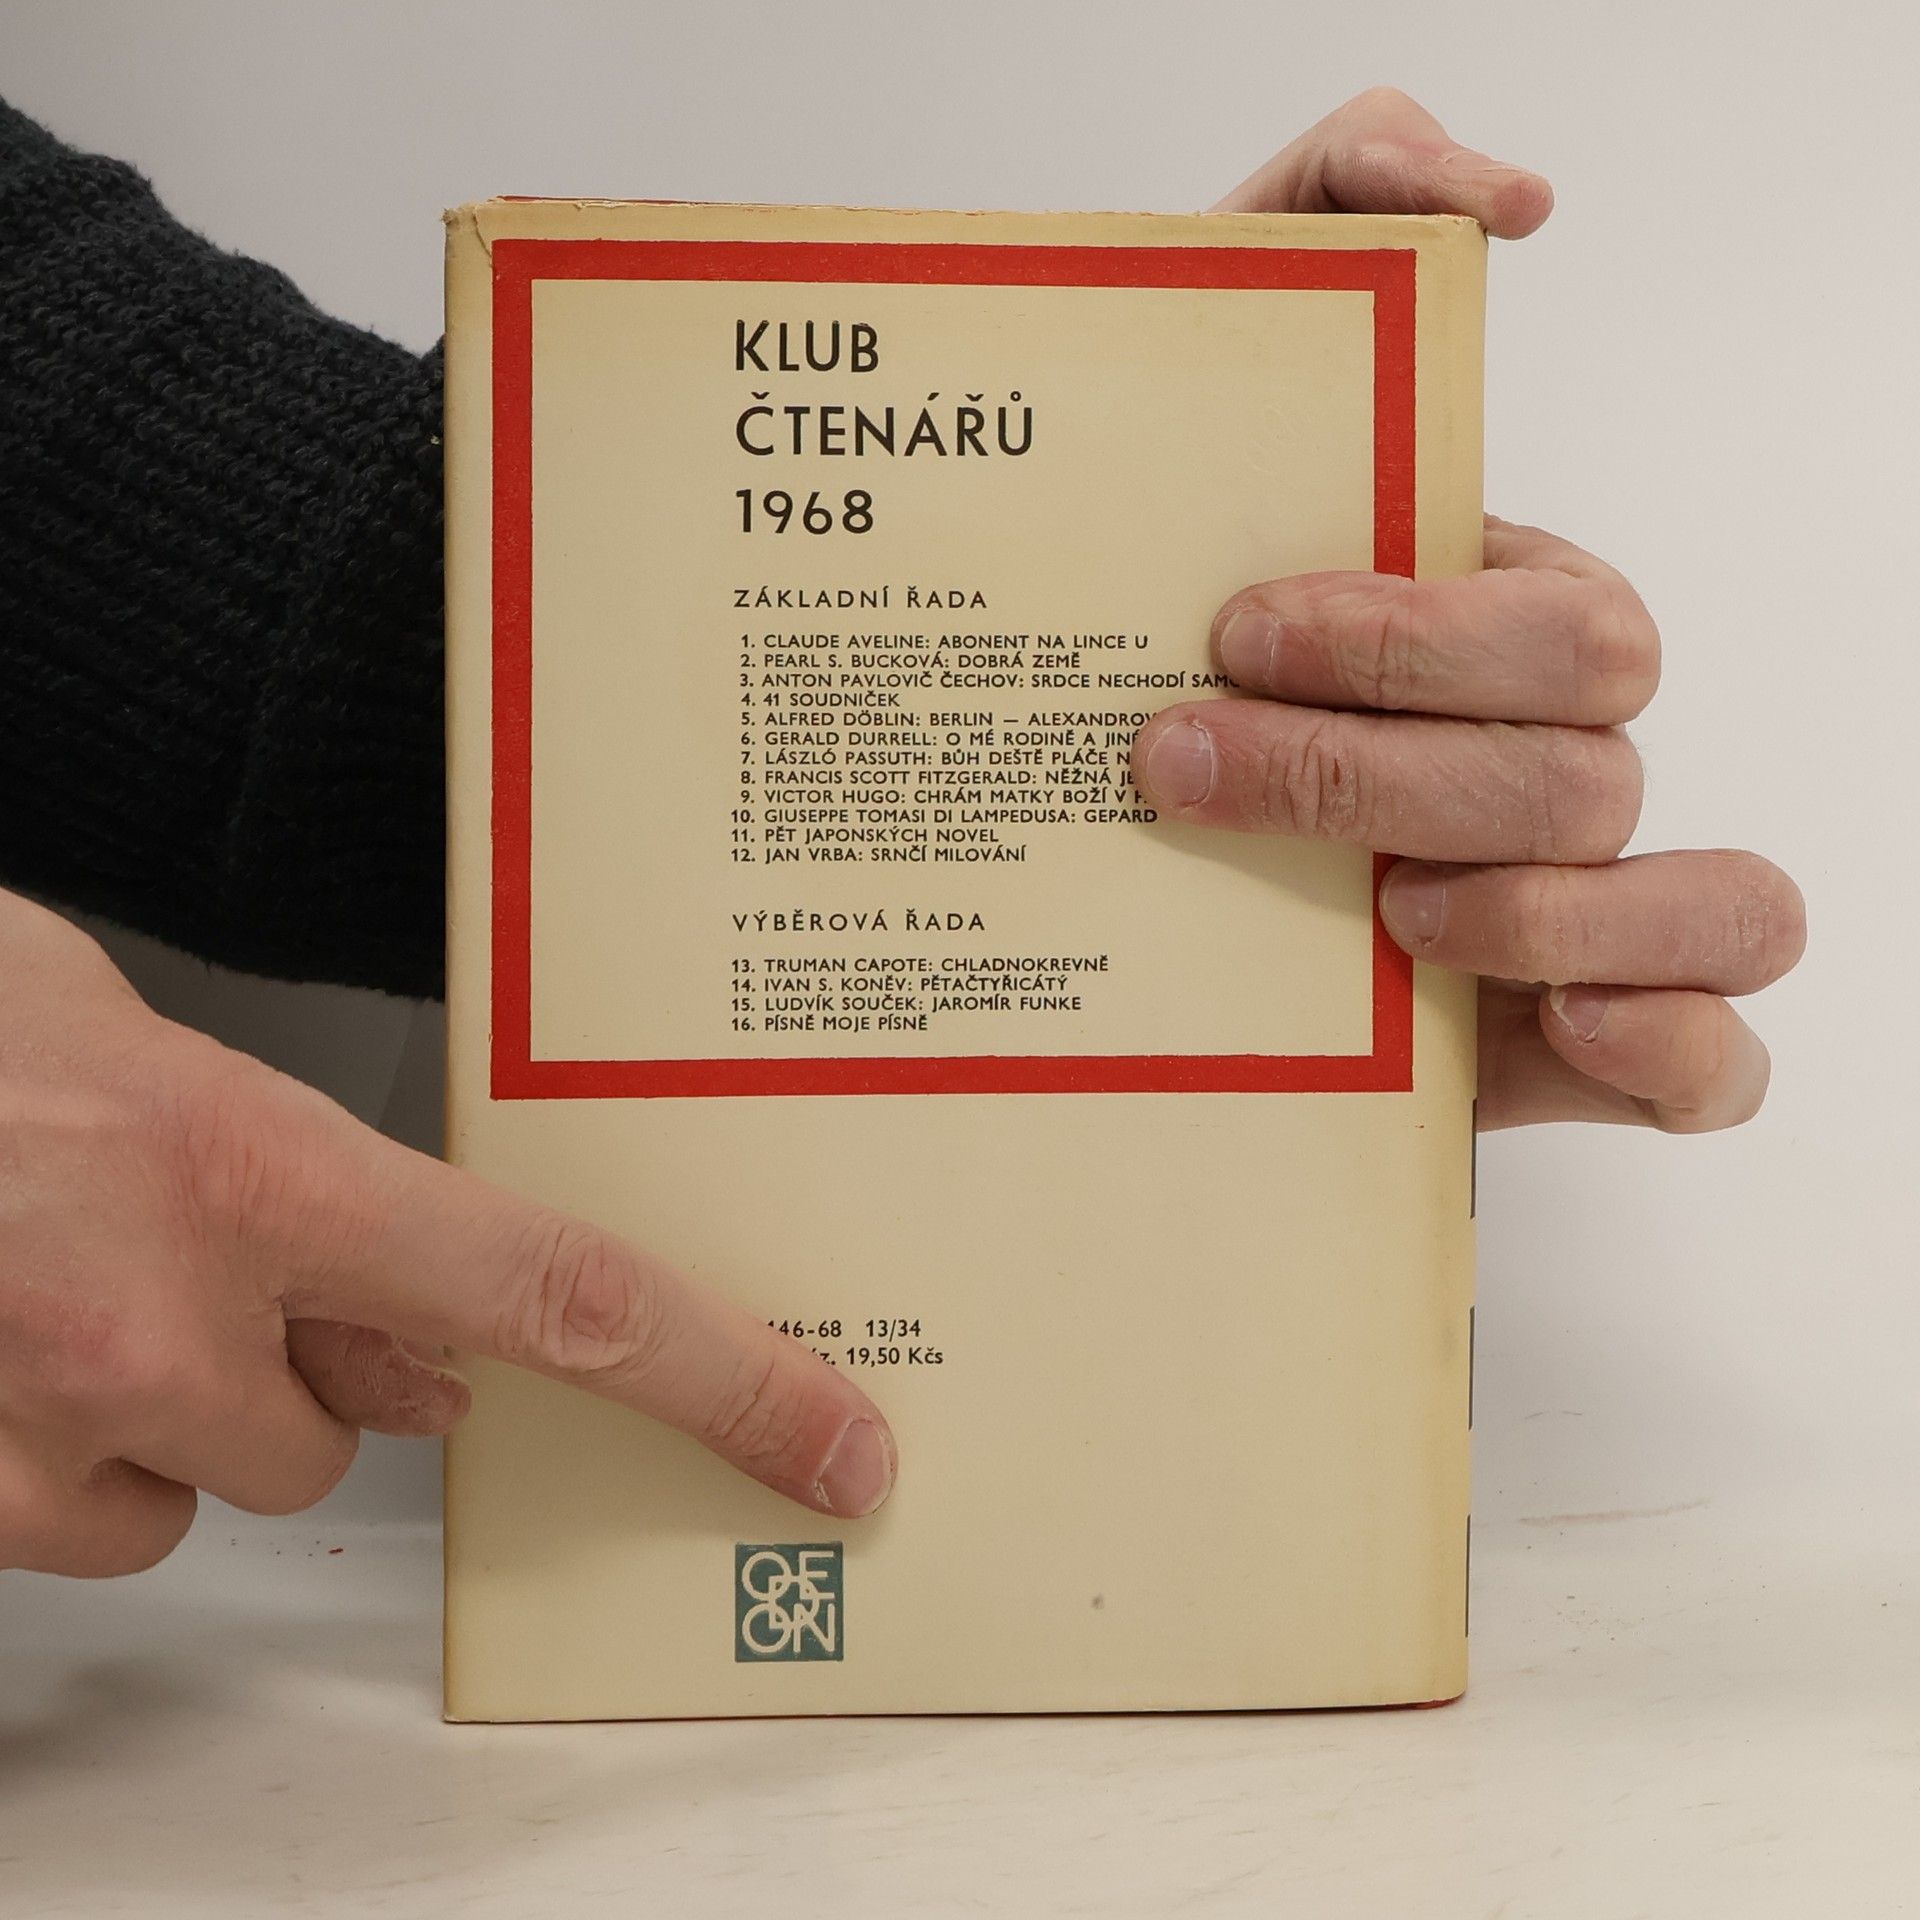 KLUB
ČTENÁŘŮ
1968
ZÁKLADNÍ ŘADA
1. CLAUDE AVELINE: ABONENT NA LINCE U
2. PEARL S. BUCKOVÁ: DOBRÁ ZEMĚ
3. ANTON PAVLOVIČ ČECHOV: SRDCE NECHODÍ
4. 41 SOUDNIČEK
5. ALFRED DÖBLIN: BERLIN —
6. GERALD DURRELL: O MÉ RODINĚ A
7. LÁSZLÓ PASSUTH: BŮH DEŠTĚ PLÁČE
8. FRANCIS SCOTT FITZGERALD: NĚŽNÁ
9. VICTOR HUGO: CHRÁM MATKY BOŽÍ V
10. GIUSEPPE TOMASI DI LAMPEDUSA: GEPARD
11. PĚT JAPONSKÝCH NOVEL
12. JAN VRBA: SRNČÍ MILOVÁNÍ
VÝBĚROVÁ ŘADA
13. TRUMAN CAPOTE: CHLADNOKREVNĚ
14. IVAN S. KONĚV: PĚTAČTYŘICÁTÝ
15. LUDVÍK SOUČEK: JAROMÍR FUNKE
16. PÍSNĚ MOJE PÍSNĚ
13/34
19,50 Kčs
ODEON